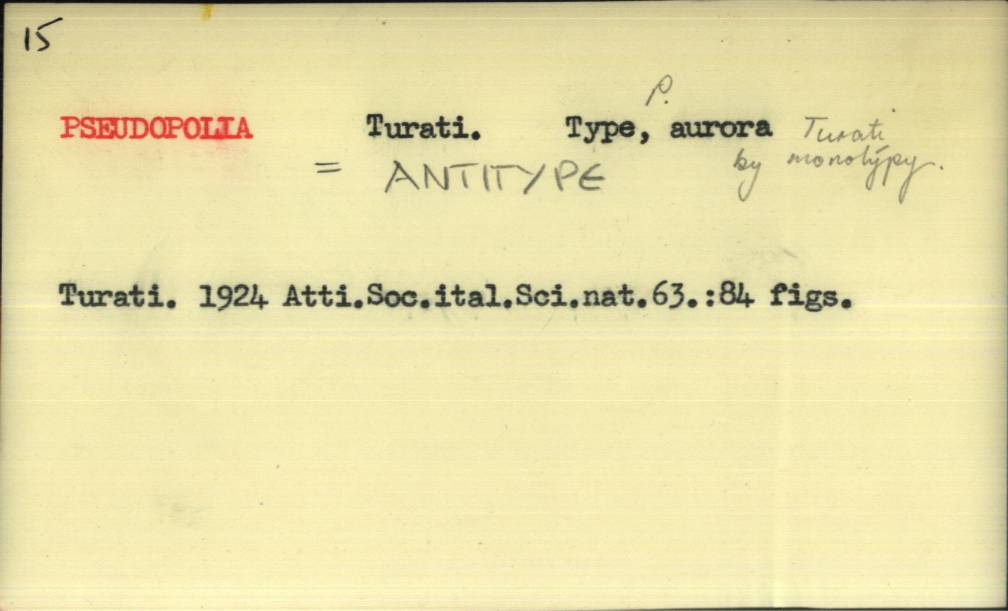 15
PSEUDOPOLIA Turati. Type, P. aurora Turati
= ANTITYPE by monotypy.
Turati. 1924 Atti.Soc.ital.Sci.nat.63.:84 figs.